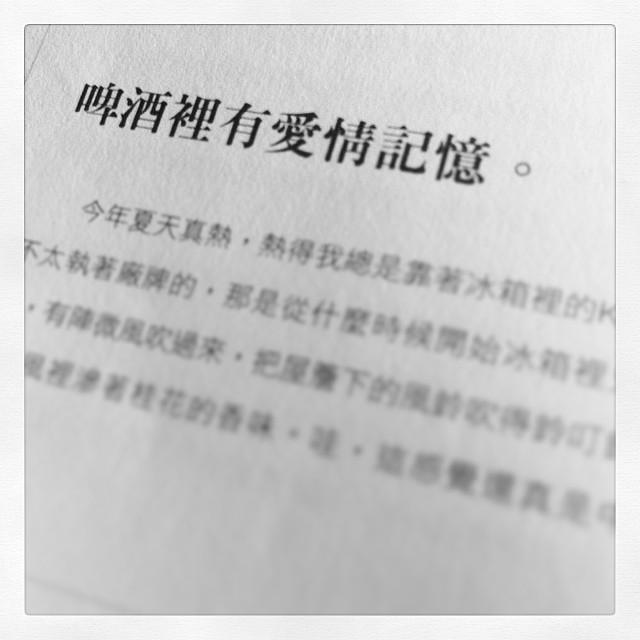 啤酒裡有愛情記憶。
今年夏天真熱，熱得我總是靠著冰箱裡的K
不太執著廠牌的，那是從什麼時候開始冰箱裡
，有陣微風吹過來，把屋簷下的風鈴吹得鈴叮
風裡滲著桂花的香味。哇，這感覺還真是